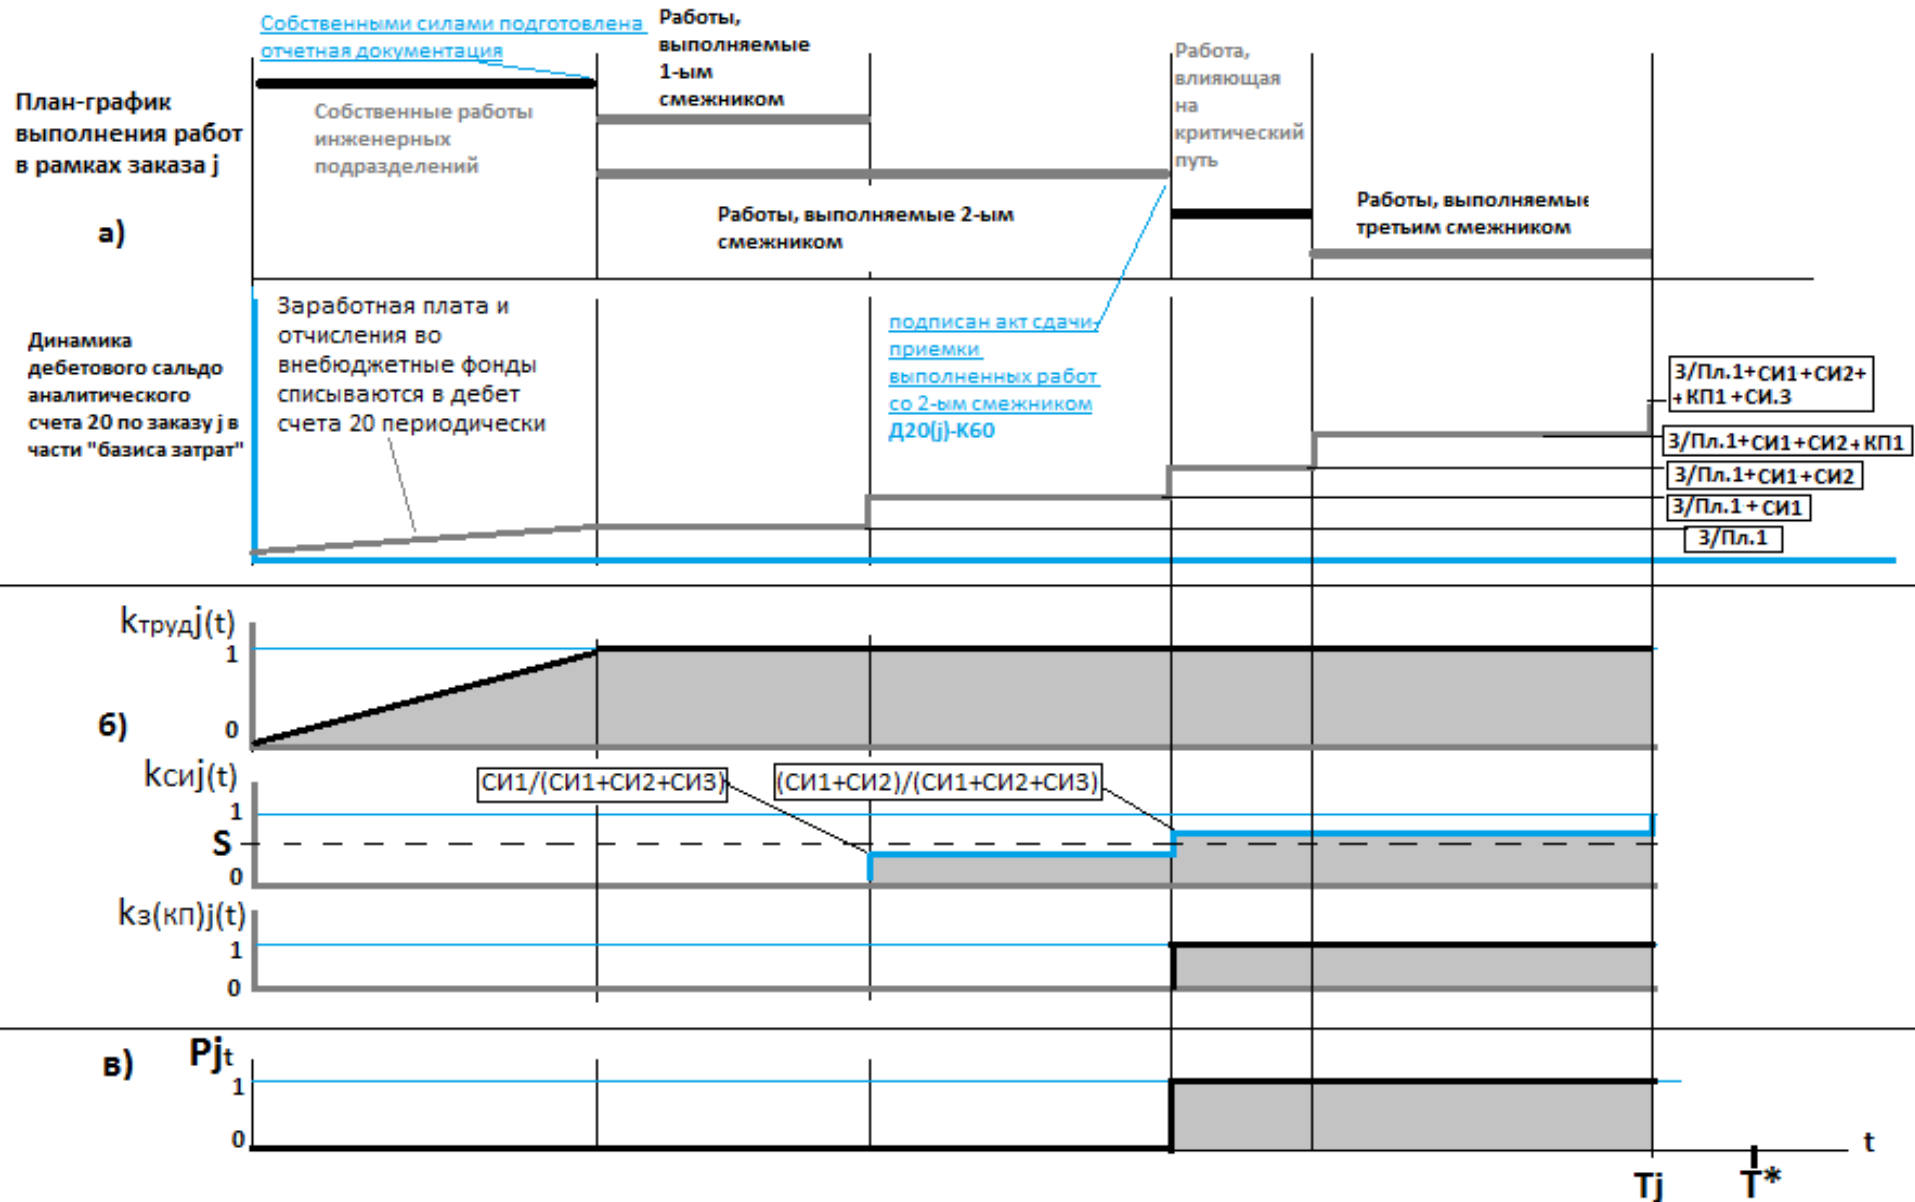 Собственными силами подготовлена
отчетная документация
Работы,
выполняемые
1-ым
смежником
Работа,
влияющая
на
критический
путь
План-график
выполнения работ
в рамках заказа j
Собственные работы
инженерных
подразделений
Работы, выполняемые 2-ым
смежником
Работы, выполняемые
третьим смежником
а)
Динамика
дебетового сальдо
аналитического
счета 20 по заказу j в
части "базиса затрат"
Заработная плата и
отчисления во
внебюджетные фонды
списываются в дебет
счета 20 периодически
подписан акт сдачи-
приемки
выполненных работ
со 2-ым смежником
Д20(j)-К60
З/Пл.1+СИ1+СИ2+
+КП1+СИ.3
З/Пл.1+СИ1+СИ2+КП1
З/Пл.1+СИ1+СИ2
З/Пл.1+СИ1
З/Пл.1
kтрудj(t)
1
б)
0
kсиj(t)
СИ1/(СИ1+СИ2+СИ3)
(СИ1+СИ2)/(СИ1+СИ2+СИ3)
1
S
0
kз(кп)j(t)
1
0
в)
Pjt
1
0
t
Tj
T*